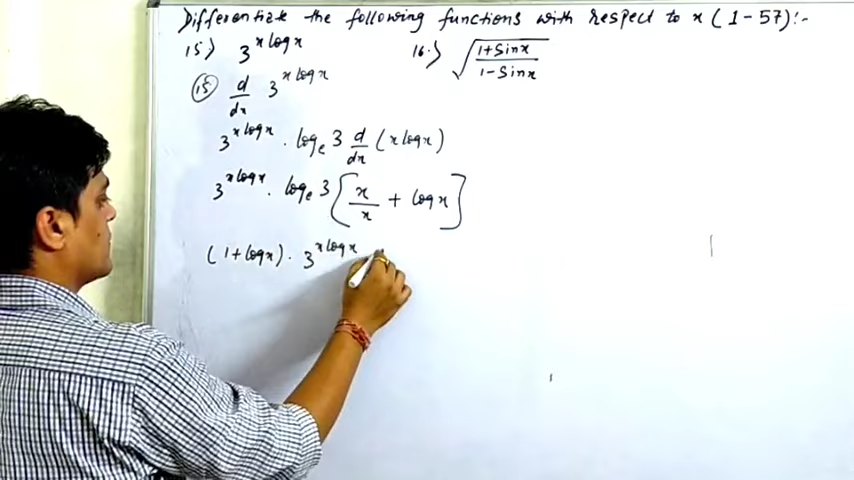 Differentiate the following functions with respect to x (1-57):-
15) 3^{x log x} 16) √((1+Sinx)/(1-Sinx))
(15) d/dx 3^{x log x}
3^{x log x} . log_e 3 d/dx (x log x)
3^{x log x} . log_e 3 [x/x + log x]
(1+log x) . 3^{x log x}